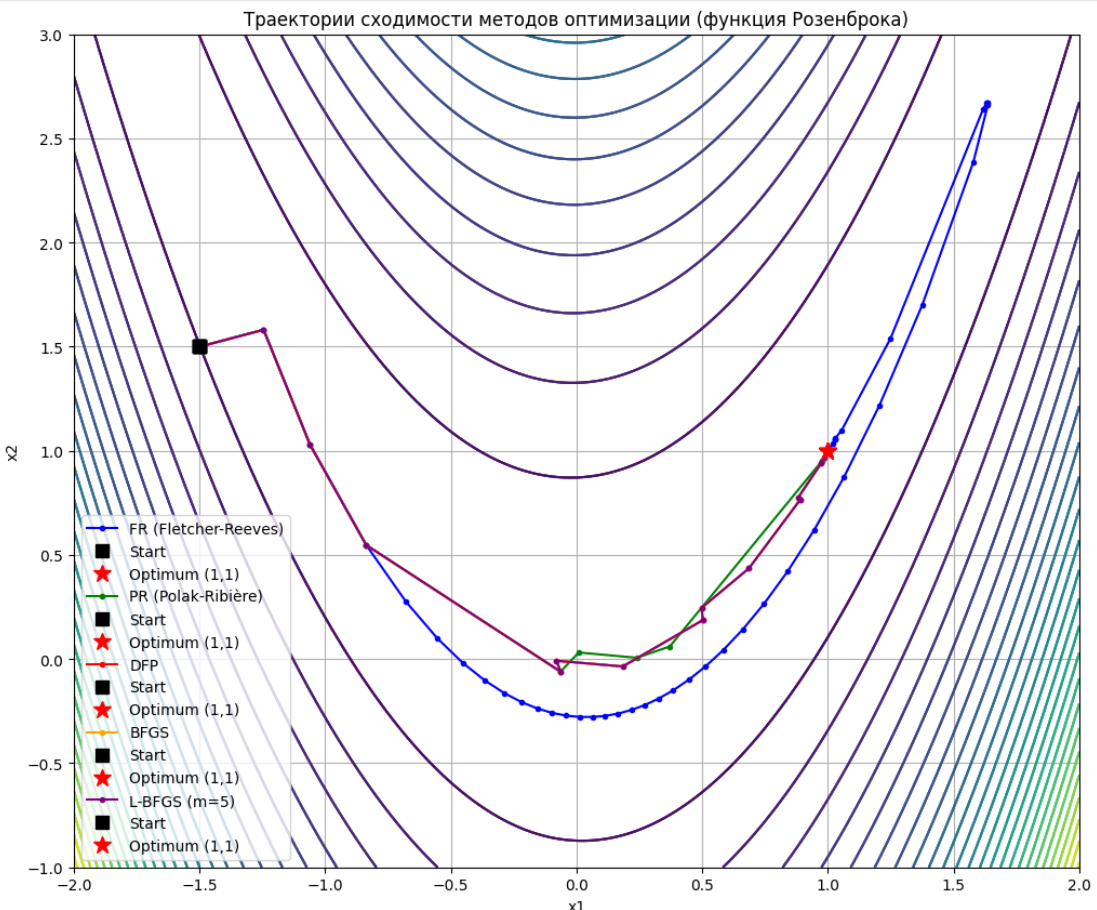 Траектории сходимости методов оптимизации (функция Розенброка)
3.0
2.5
2.0
1.5
1.0
0.5
0.0
−0.5
−1.0
x2
FR (Fletcher-Reeves)
Start
Optimum (1,1)
PR (Polak-Ribière)
Start
Optimum (1,1)
DFP
Start
Optimum (1,1)
BFGS
Start
Optimum (1,1)
L-BFGS (m=5)
Start
Optimum (1,1)
−2.0 −1.5 −1.0 −0.5 0.0 0.5 1.0 1.5 2.0
x1